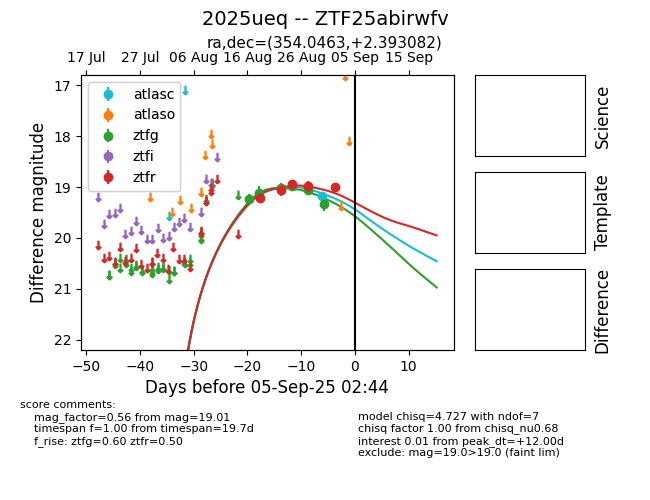 2025ueq -- ZTF25abirwfv
ra,dec=(354.0463,+2.393082)
17 Jul 27 Jul 06 Aug 16 Aug 26 Aug 05 Sep 15 Sep
17
18
19
20
21
22
Difference magnitude
atlasc
atlaso
ztfg
ztfi
ztfr
−50 −40 −30 −20 −10 0 10
Days before 05-Sep-25 02:44
Science
Template
Difference
score comments:
mag_factor=0.56 from mag=19.01
timespan f=1.00 from timespan=19.7d
f_rise: ztfg=0.60 ztfr=0.50
model chisq=4.727 with ndof=7
chisq factor 1.00 from chisq_nu0.68
interest 0.01 from peak_dt=+12.00d
exclude: mag=19.0>19.0 (faint lim)